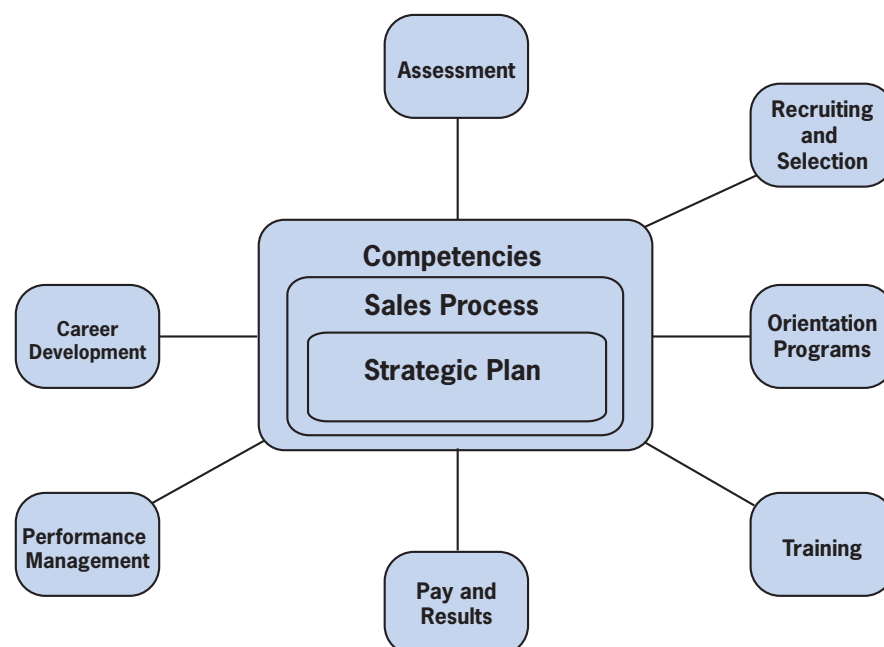 Assessment
Recruiting
and
Selection
Competencies
Sales Process
Strategic Plan
Career
Development
Orientation
Programs
Performance
Management
Pay and
Results
Training